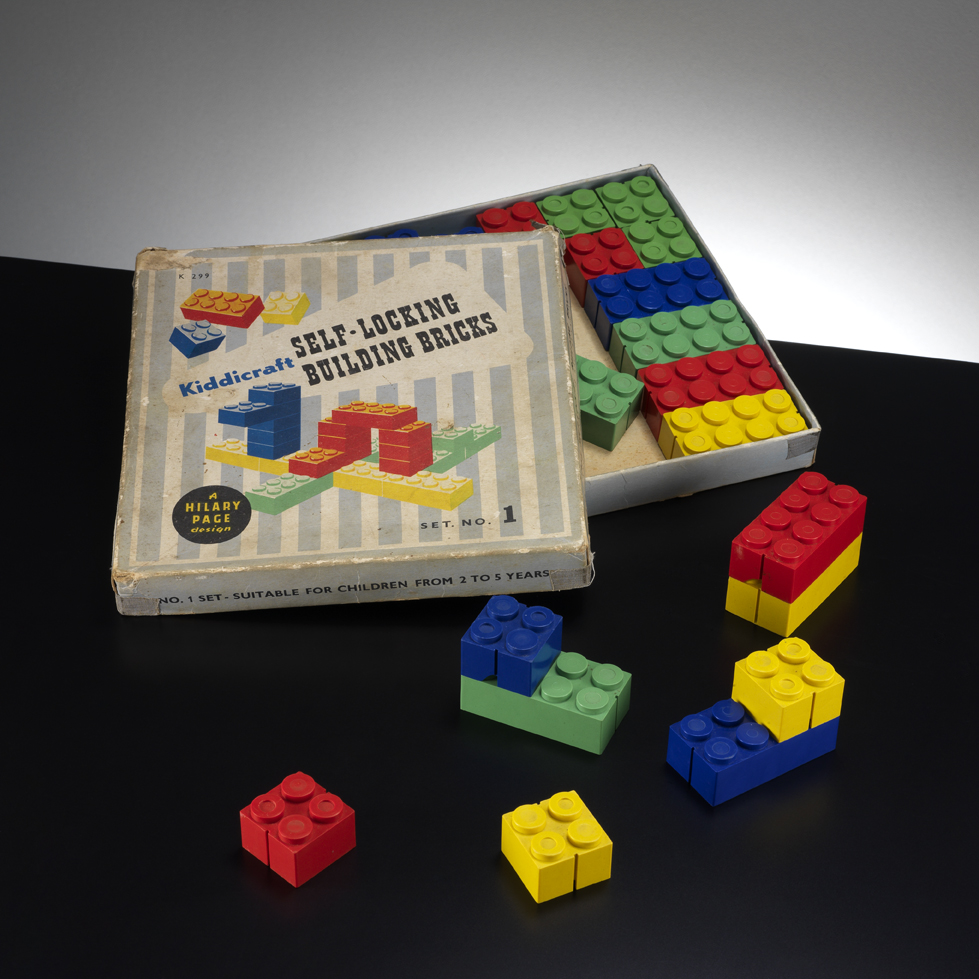 K 299
SELF-LOCKING
Kiddicraft BUILDING BRICKS
A
HILARY
PAGE
design
SET. NO. 1
NO. 1 SET - SUITABLE FOR CHILDREN FROM 2 TO 5 YEARS